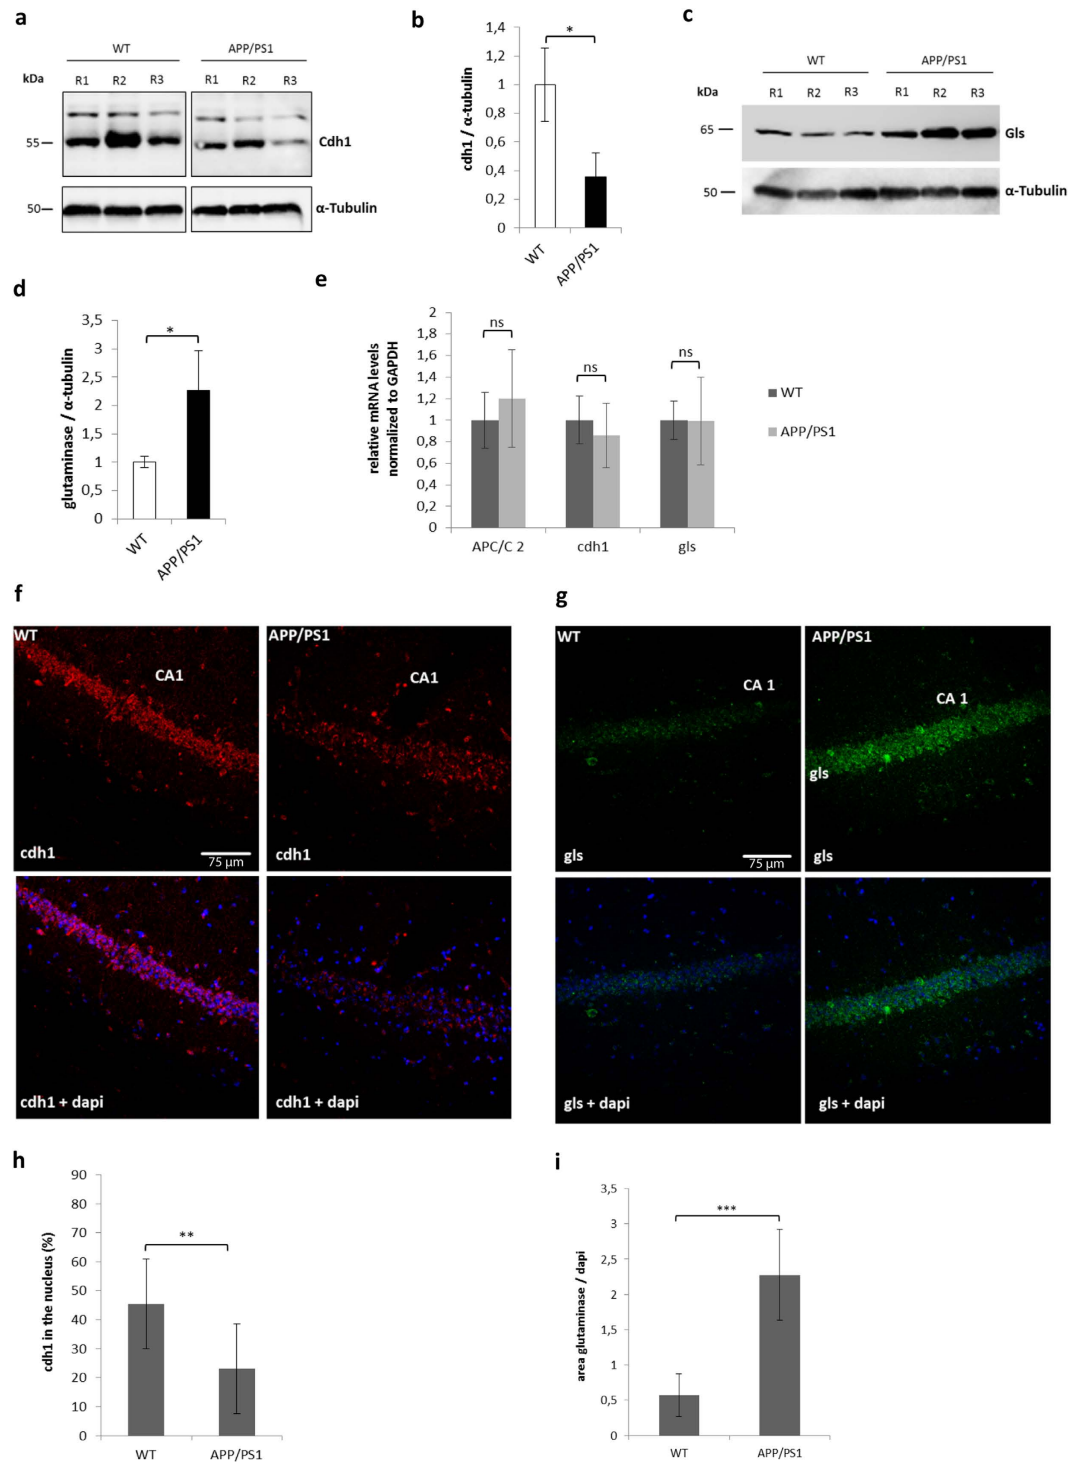 a
WT APP/PS1
kDa R1 R2 R3 R1 R2 R3
55 Cdh1
50 α-Tubulin
b
1,4
1,2
1
0,8
0,6
0,4
0,2
0
cdh1 / α-tubulin
*
WT APP/PS1
c
WT APP/PS1
kDa R1 R2 R3 R1 R2 R3
65 Gls
50 α-Tubulin
d
3,5
3
2,5
2
1,5
1
0,5
0
glutaminase / α-tubulin
*
WT APP/PS1
e
2
1,8
1,6
1,4
1,2
1
0,8
0,6
0,4
0,2
0
relative mRNA levels
normalized to GAPDH
ns ns ns
APC/C 2 cdh1 gls
WT
APP/PS1
f
WT APP/PS1
CA1 CA1
cdh1 75 µm cdh1
cdh1 + dapi cdh1 + dapi
g
WT APP/PS1
CA 1 CA 1
gls
gls 75 µm gls
gls + dapi gls + dapi
h
90
80
70
60
50
40
30
20
10
0
cdh1 in the nucleus (%)
**
WT APP/PS1
i
3,5
3
2,5
2
1,5
1
0,5
0
area glutaminase / dapi
***
WT APP/PS1